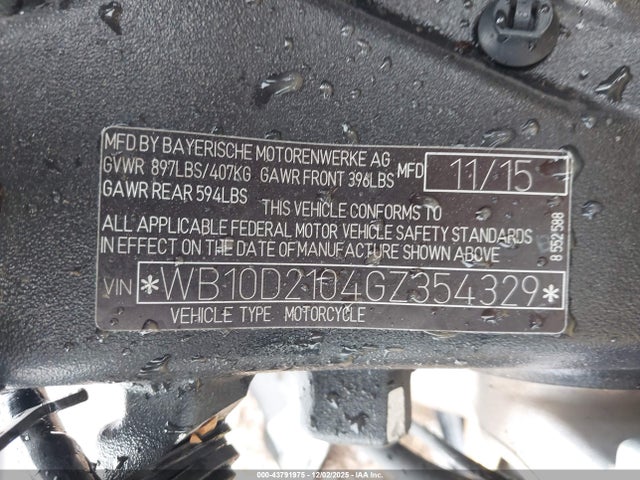 MFD BY BAYERISCHE MOTORENWERKE AG
GVWR 897LBS/407KG GAWR FRONT 396LBS MFD 11/15
GAWR REAR 594LBS
THIS VEHICLE CONFORMS TO
ALL APPLICABLE FEDERAL MOTOR VEHICLE SAFETY STANDARDS
IN EFFECT ON THE DATE OF MANUFACTURE SHOWN ABOVE
8 552 588
VIN *WB10D2104GZ354329*
VEHICLE TYPE MOTORCYCLE
000-43791975 - 12/02/2025 - IAAI.COM